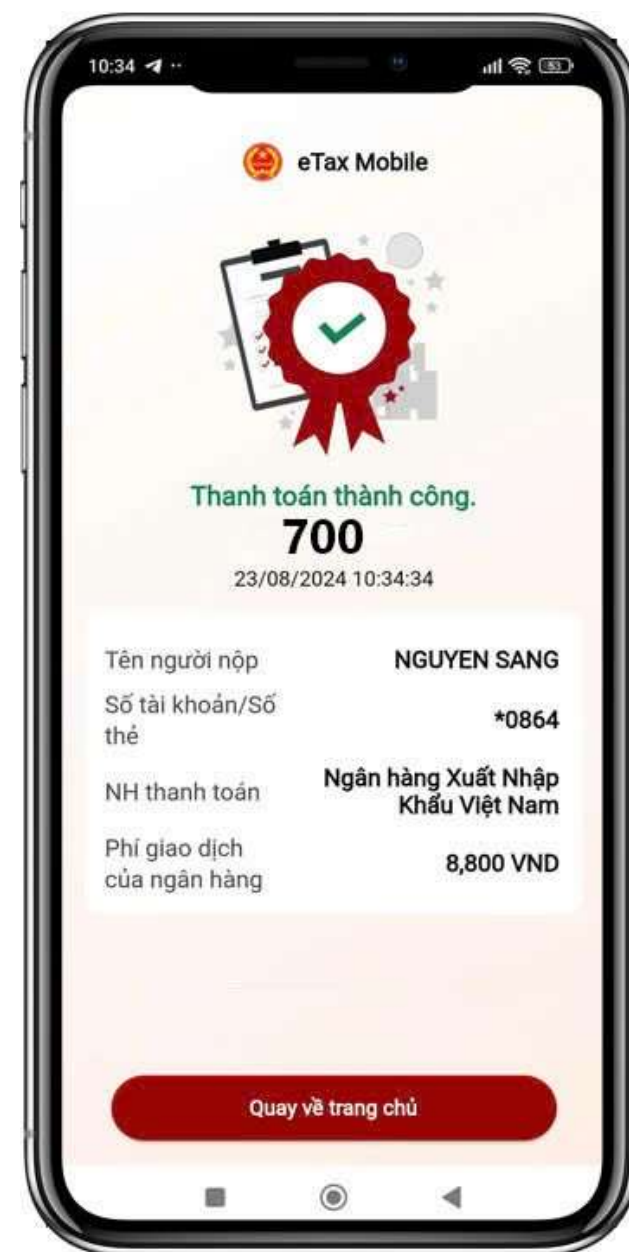 10:34
53
eTax Mobile
Thanh toán thành công.
700
23/08/2024 10:34:34
Tên người nộp NGUYEN SANG
Số tài khoản/Số
thẻ *0864
NH thanh toán Ngân hàng Xuất Nhập
Khẩu Việt Nam
Phí giao dịch
của ngân hàng 8,800 VND
Quay về trang chủ